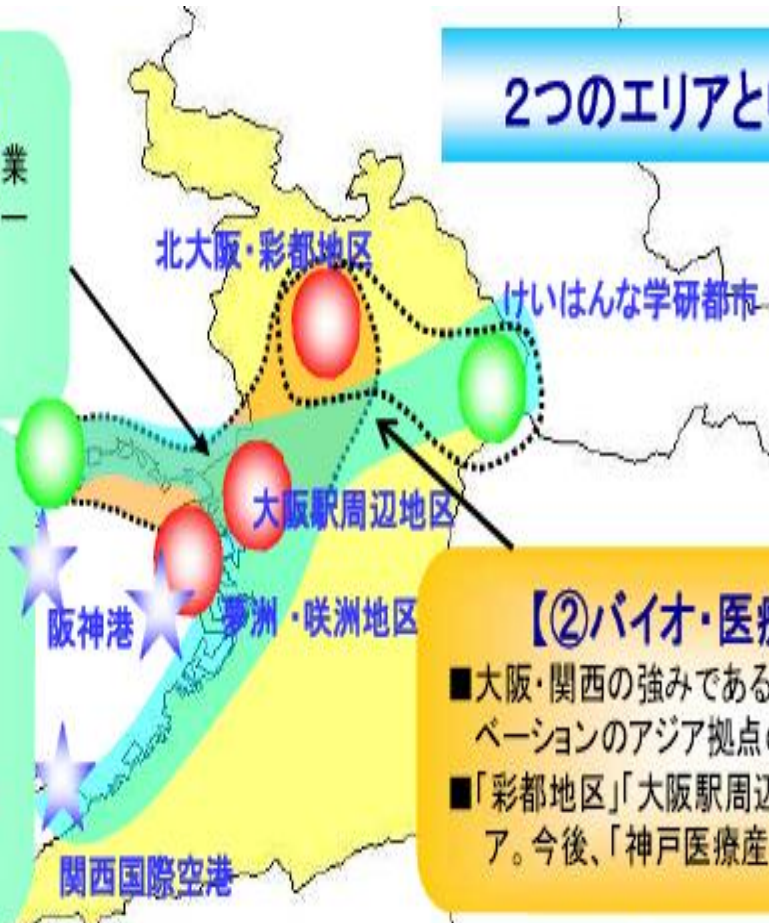 2つのエリアと
業
ー
北大阪・彩都地区
けいはんな学研都市
大阪駅周辺地区
阪神港
夢洲・咲洲地区
【②バイオ・医療
■大阪・関西の強みである
ベーションのアジア拠点
■「彩都地区」「大阪駅周辺
ア。今後、「神戸医療産
関西国際空港